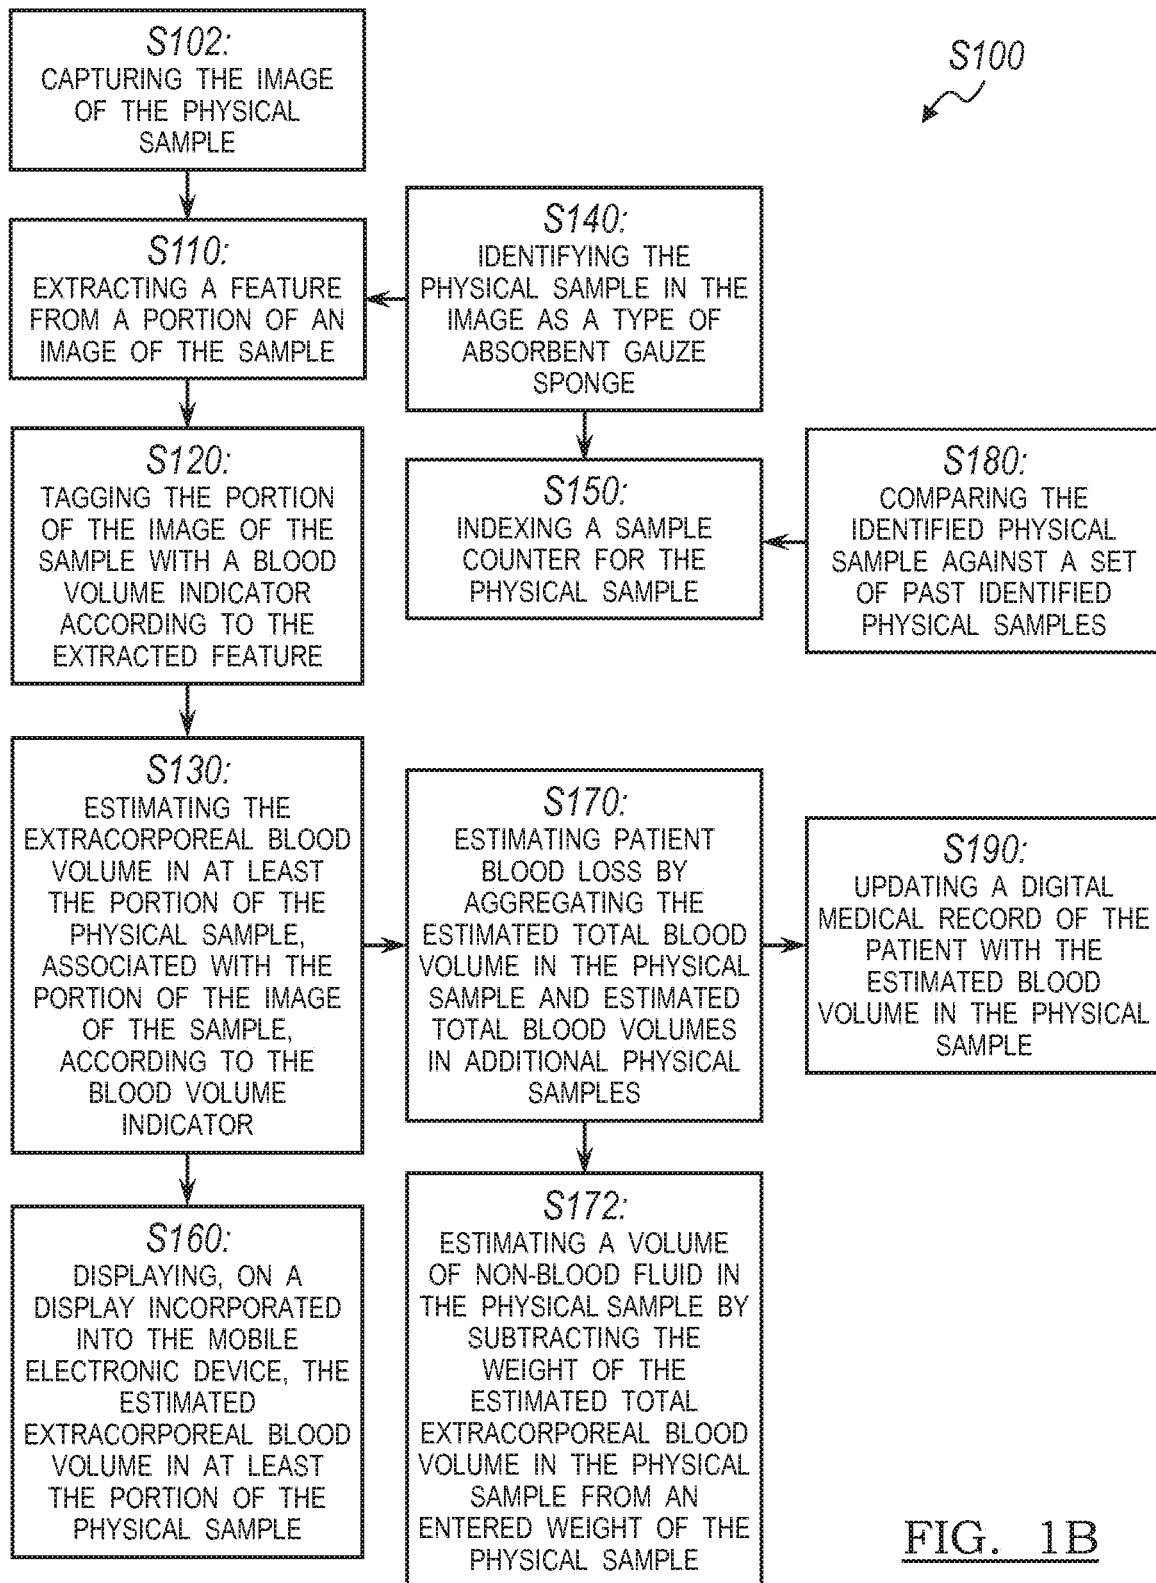 S102:
CAPTURING THE IMAGE
OF THE PHYSICAL
SAMPLE
S100
S110:
EXTRACTING A FEATURE
FROM A PORTION OF AN
IMAGE OF THE SAMPLE
S140:
IDENTIFYING THE
PHYSICAL SAMPLE IN THE
IMAGE AS A TYPE OF
ABSORBENT GAUZE
SPONGE
S120:
TAGGING THE PORTION
OF THE IMAGE OF THE
SAMPLE WITH A BLOOD
VOLUME INDICATOR
ACCORDING TO THE
EXTRACTED FEATURE
S150:
INDEXING A SAMPLE
COUNTER FOR THE
PHYSICAL SAMPLE
S180:
COMPARING THE
IDENTIFIED PHYSICAL
SAMPLE AGAINST A SET
OF PAST IDENTIFIED
PHYSICAL SAMPLES
S130:
ESTIMATING THE
EXTRACORPOREAL BLOOD
VOLUME IN AT LEAST
THE PORTION OF THE
PHYSICAL SAMPLE,
ASSOCIATED WITH THE
PORTION OF THE IMAGE
OF THE SAMPLE,
ACCORDING TO THE
BLOOD VOLUME
INDICATOR
S170:
ESTIMATING PATIENT
BLOOD LOSS BY
AGGREGATING THE
ESTIMATED TOTAL BLOOD
VOLUME IN THE PHYSICAL
SAMPLE AND ESTIMATED
TOTAL BLOOD VOLUMES
IN ADDITIONAL PHYSICAL
SAMPLES
S190:
UPDATING A DIGITAL
MEDICAL RECORD OF THE
PATIENT WITH THE
ESTIMATED BLOOD
VOLUME IN THE PHYSICAL
SAMPLE
S160:
DISPLAYING, ON A
DISPLAY INCORPORATED
INTO THE MOBILE
ELECTRONIC DEVICE, THE
ESTIMATED
EXTRACORPOREAL BLOOD
VOLUME IN AT LEAST
THE PORTION OF THE
PHYSICAL SAMPLE
S172:
ESTIMATING A VOLUME
OF NON-BLOOD FLUID IN
THE PHYSICAL SAMPLE BY
SUBTRACTING THE
WEIGHT OF THE
ESTIMATED TOTAL
EXTRACORPOREAL BLOOD
VOLUME IN THE PHYSICAL
SAMPLE FROM AN
ENTERED WEIGHT OF THE
PHYSICAL SAMPLE
FIG. 1B